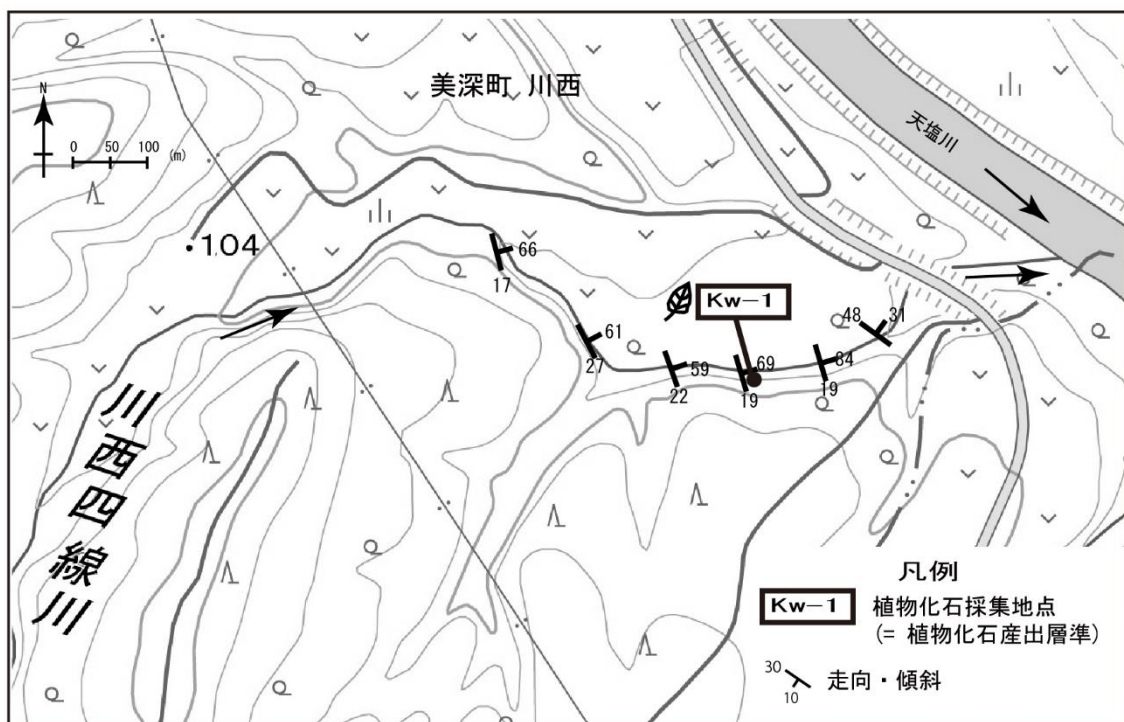 美深町 川西
天塩川
N
0 50 100 (m)
104
66
17
Kw-1
61
27
59
22
69
19
48
31
84
19
川西四線川
凡例
Kw-1 植物化石採集地点
(= 植物化石産出層準)
30
10
走向・傾斜